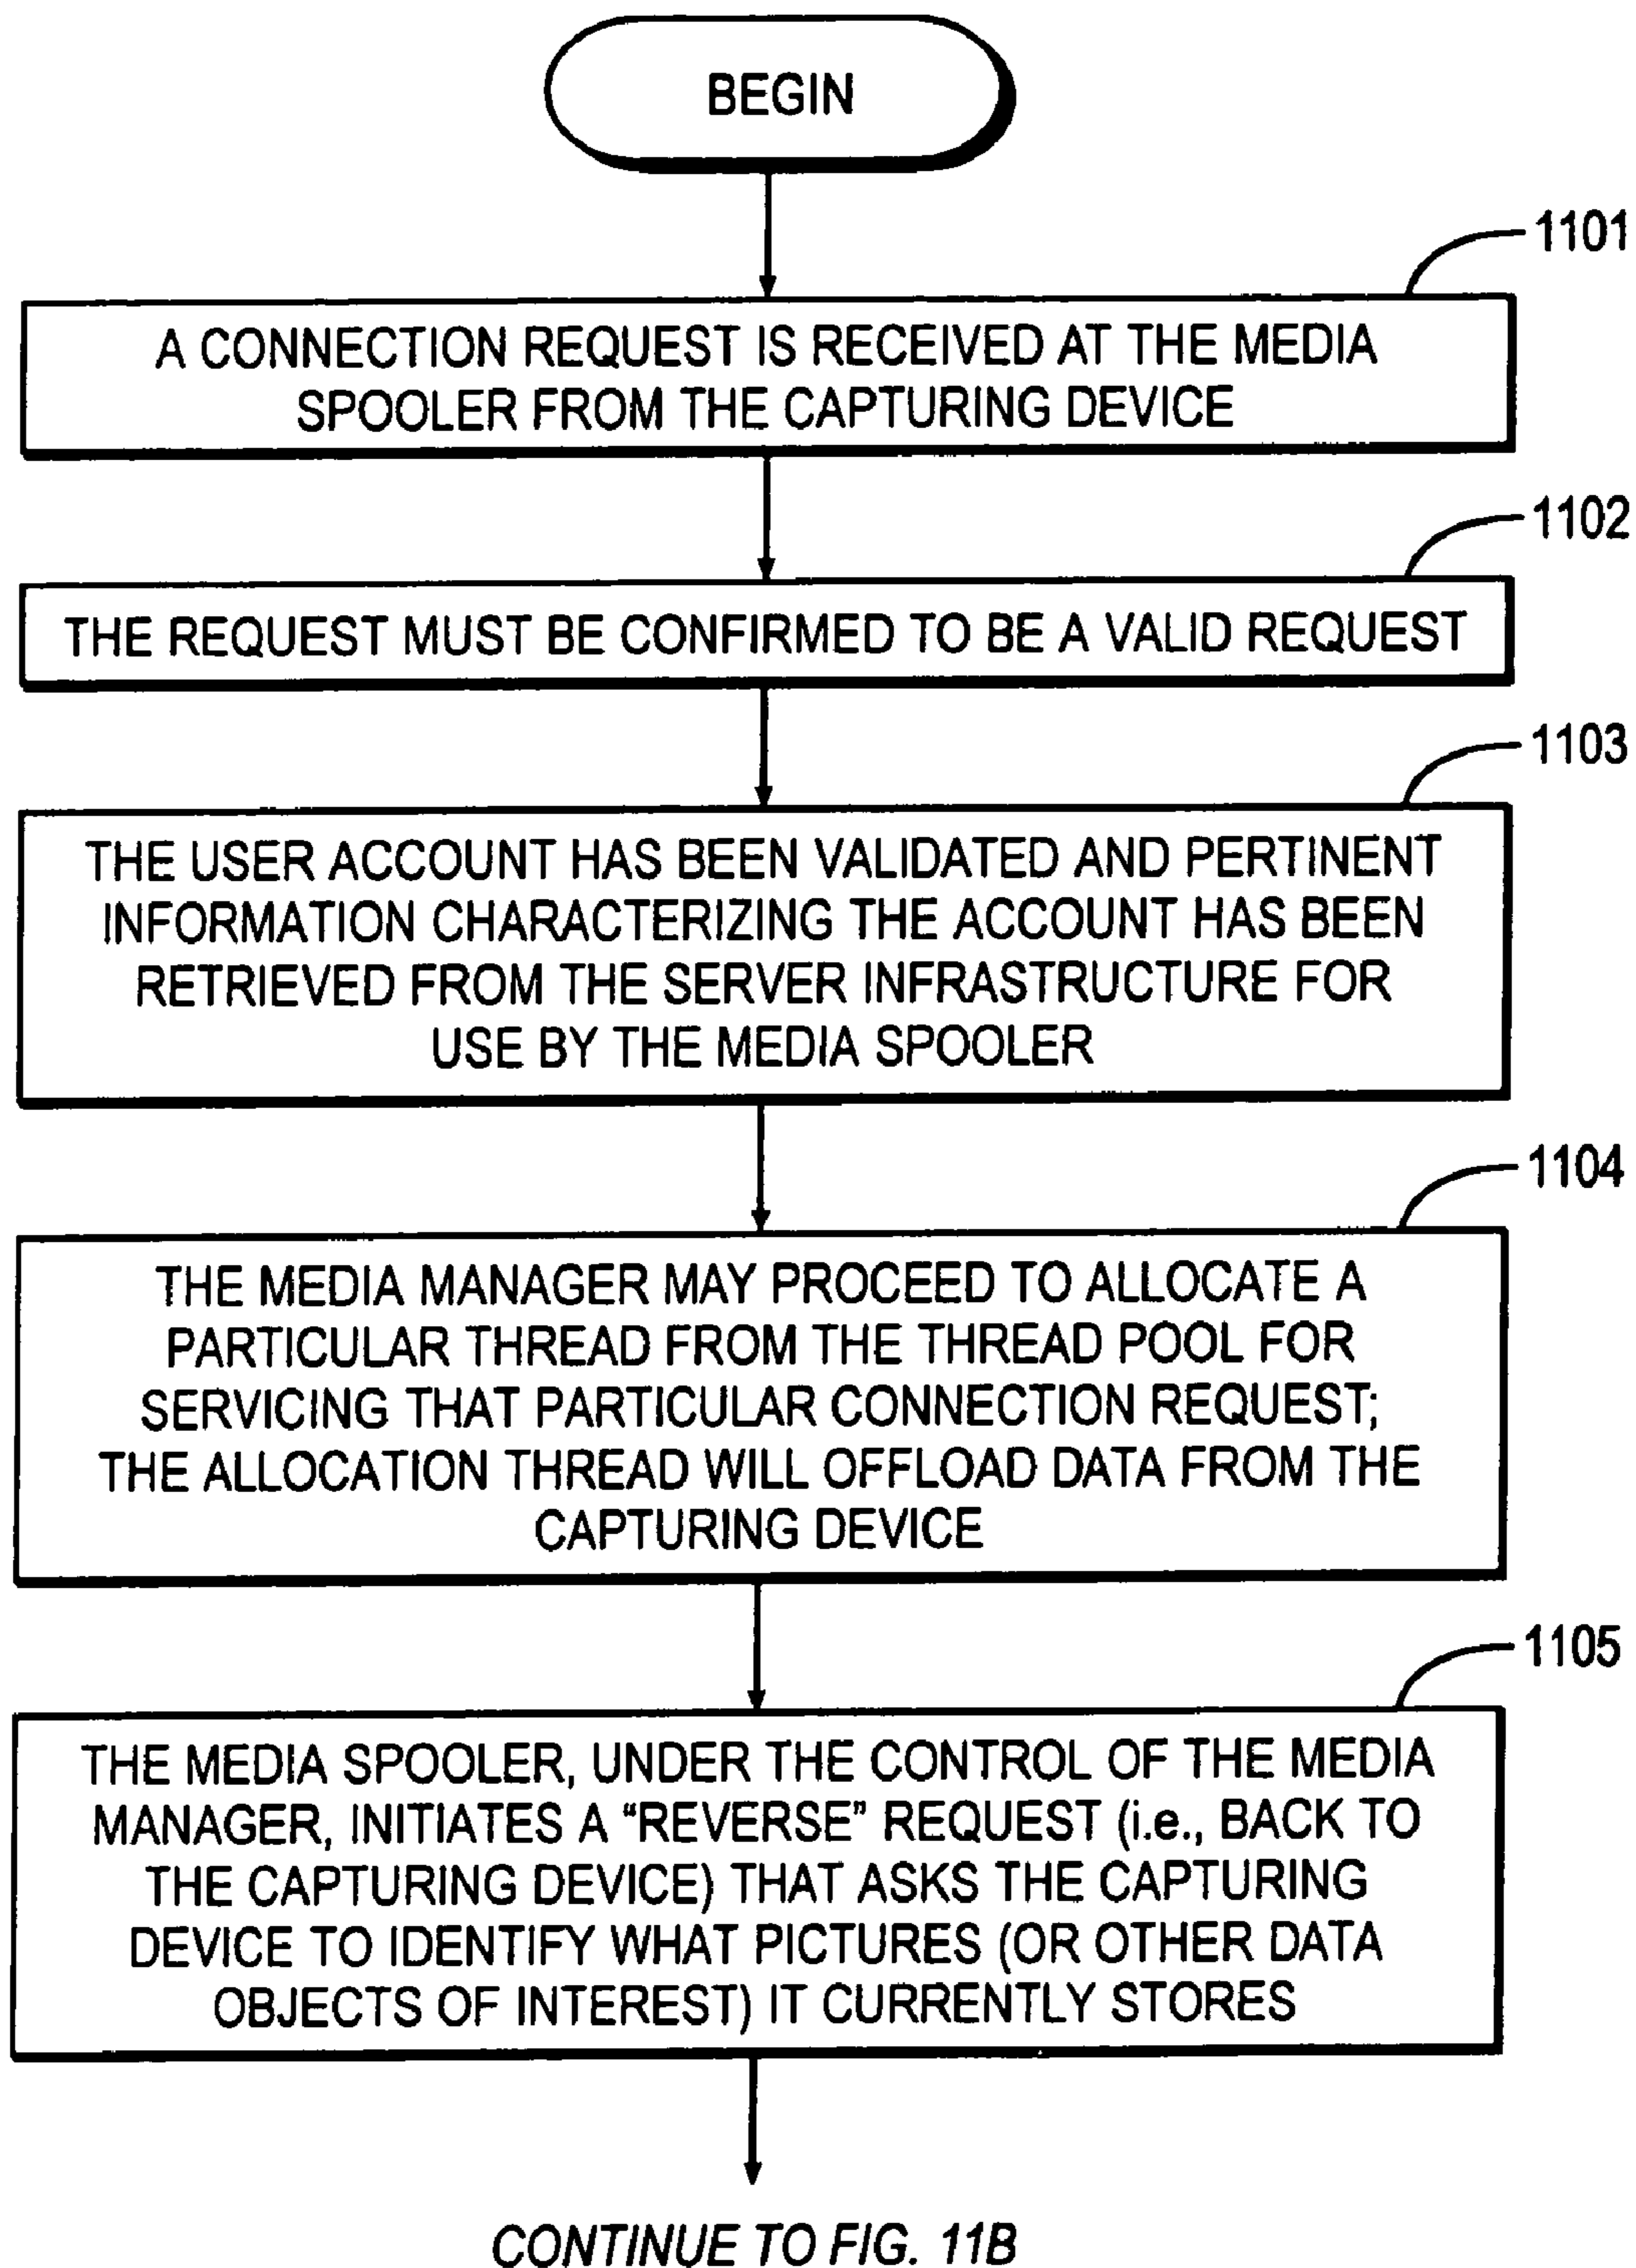 BEGIN
1101
A CONNECTION REQUEST IS RECEIVED AT THE MEDIA
SPOOLER FROM THE CAPTURING DEVICE
1102
THE REQUEST MUST BE CONFIRMED TO BE A VALID REQUEST
1103
THE USER ACCOUNT HAS BEEN VALIDATED AND PERTINENT
INFORMATION CHARACTERIZING THE ACCOUNT HAS BEEN
RETRIEVED FROM THE SERVER INFRASTRUCTURE FOR
USE BY THE MEDIA SPOOLER
1104
THE MEDIA MANAGER MAY PROCEED TO ALLOCATE A
PARTICULAR THREAD FROM THE THREAD POOL FOR
SERVICING THAT PARTICULAR CONNECTION REQUEST;
THE ALLOCATION THREAD WILL OFFLOAD DATA FROM THE
CAPTURING DEVICE
1105
THE MEDIA SPOOLER, UNDER THE CONTROL OF THE MEDIA
MANAGER, INITIATES A “REVERSE” REQUEST (i.e., BACK TO
THE CAPTURING DEVICE) THAT ASKS THE CAPTURING
DEVICE TO IDENTIFY WHAT PICTURES (OR OTHER DATA
OBJECTS OF INTEREST) IT CURRENTLY STORES
CONTINUE TO FIG. 11B